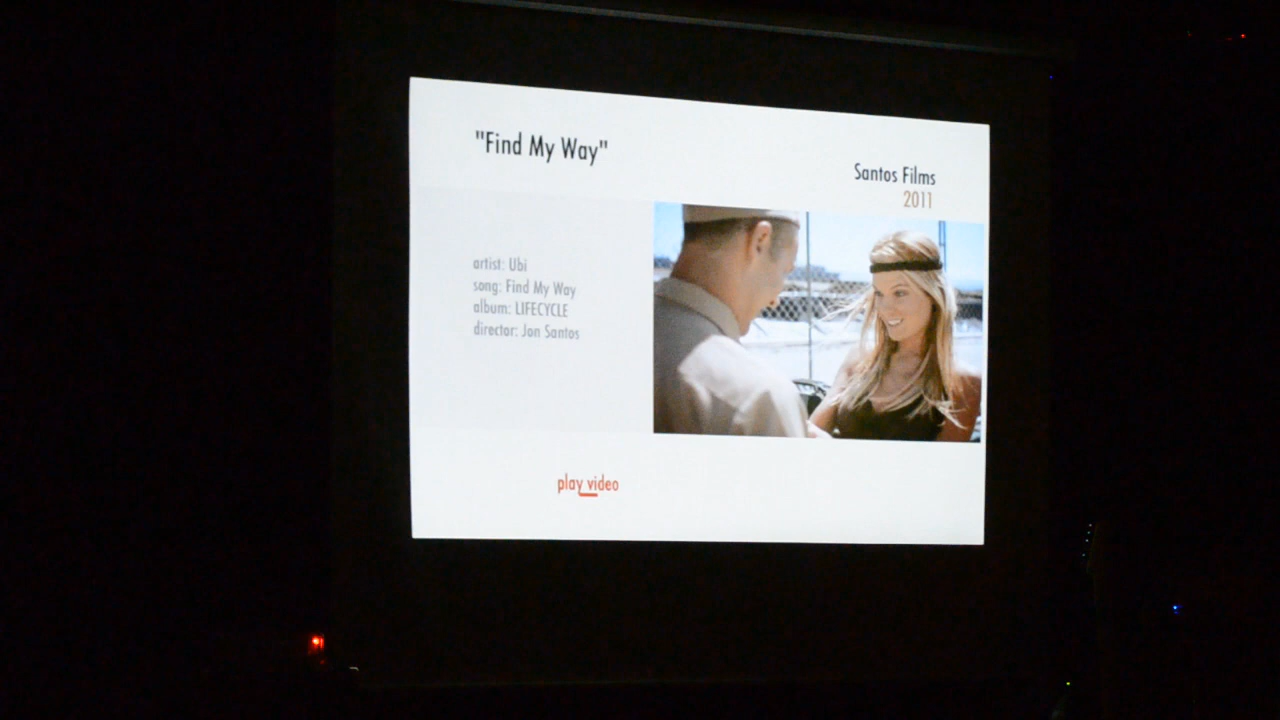 "Find My Way"
Santos Films
2011
artist: Ubi
song: Find My Way
album: LIFECYCLE
director: Jon Santos
play video